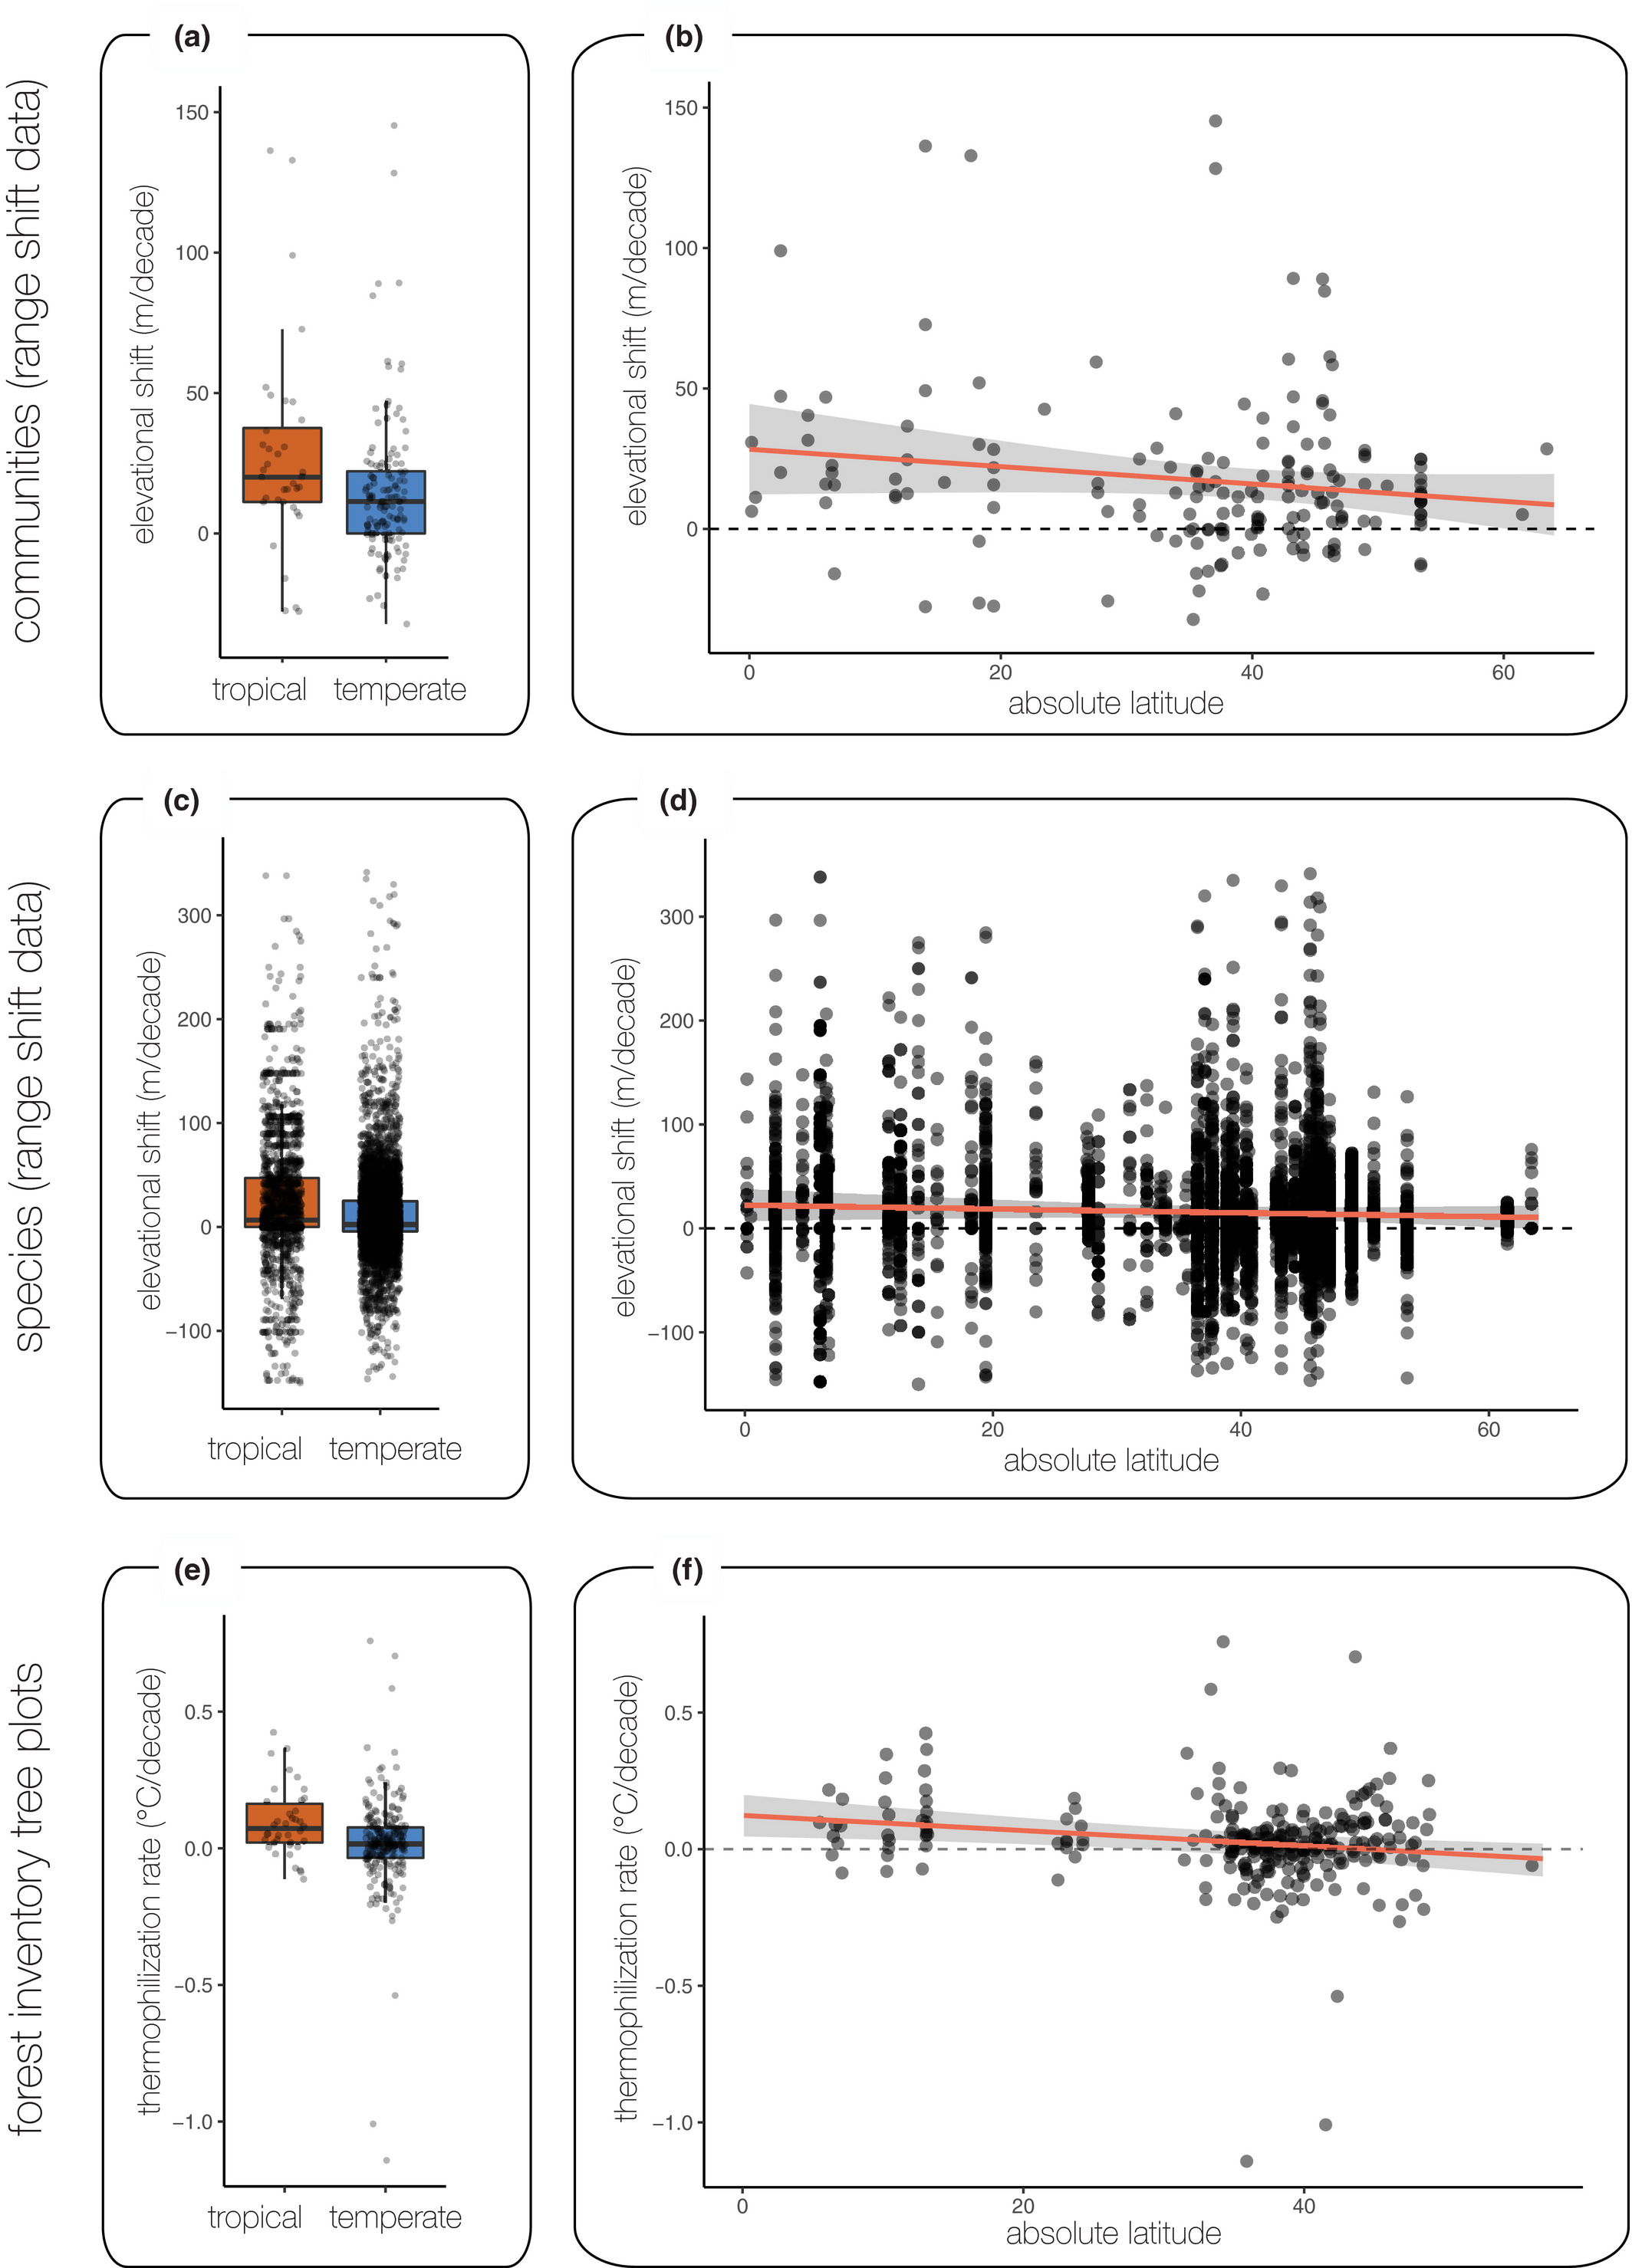 communities (range shift data)
(a)
elevational shift (m/decade)
150
100
50
0
tropical temperate
(b)
elevational shift (m/decade)
150
100
50
0
0 20 40 60
absolute latitude
species (range shift data)
(c)
elevational shift (m/decade)
300
200
100
0
−100
tropical temperate
(d)
elevational shift (m/decade)
300
200
100
0
−100
0 20 40 60
absolute latitude
forest inventory tree plots
(e)
thermophilization rate (°C/decade)
0.5
0.0
−0.5
−1.0
tropical temperate
(f)
thermophilization rate (°C/decade)
0.5
0.0
−0.5
−1.0
0 20 40
absolute latitude